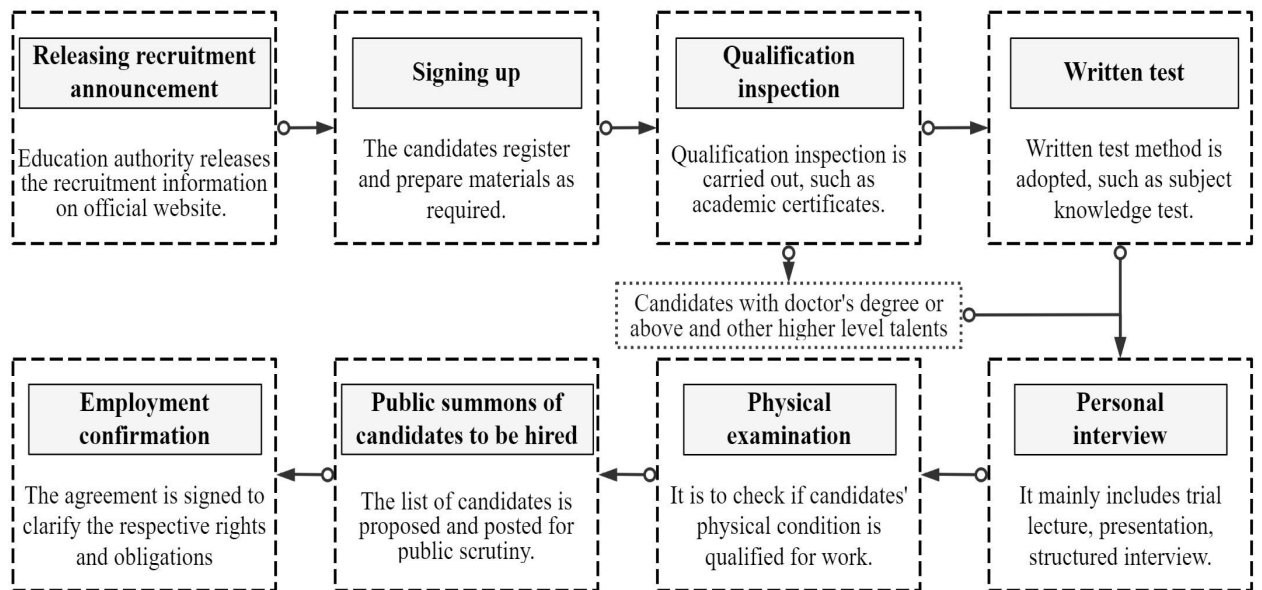 Releasing recruitment
announcement
Education authority releases
the recruitment information
on official website.
Signing up
The candidates register
and prepare materials as
required.
Qualification
inspection
Qualification inspection is
carried out, such as
academic certificates.
Written test
Written test method is
adopted, such as subject
knowledge test.
Candidates with doctor's degree or
above and other higher level talents
Personal
interview
It mainly includes trial
lecture, presentation,
structured interview.
Physical
examination
It is to check if candidates'
physical condition is
qualified for work.
Public summons of
candidates to be hired
The list of candidates is
proposed and posted for
public scrutiny.
Employment
confirmation
The agreement is signed to
clarify the respective rights
and obligations